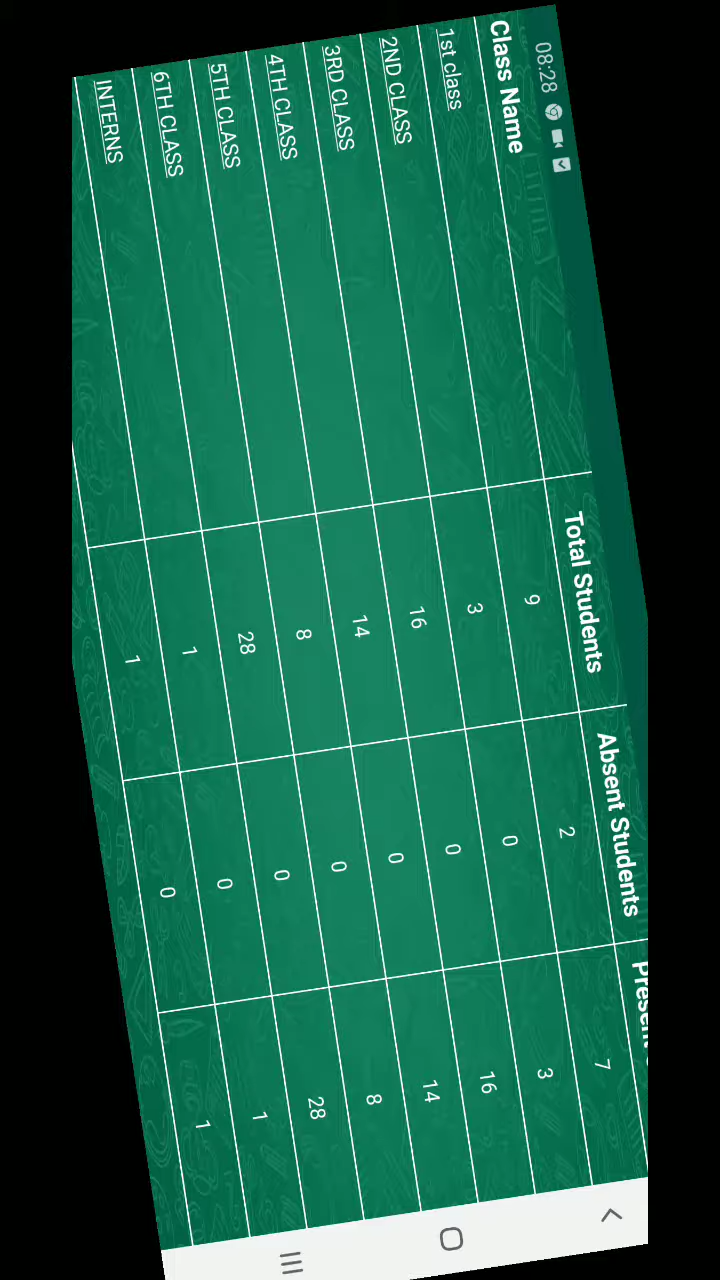 08:28
Class Name Total Students Absent Students Present
1st class 9 2 7
2ND CLASS 3 0 3
3RD CLASS 16 0 16
4TH CLASS 14 0 14
5TH CLASS 8 0 8
6TH CLASS 28 0 28
INTERNS 1 0 1
1 0 1